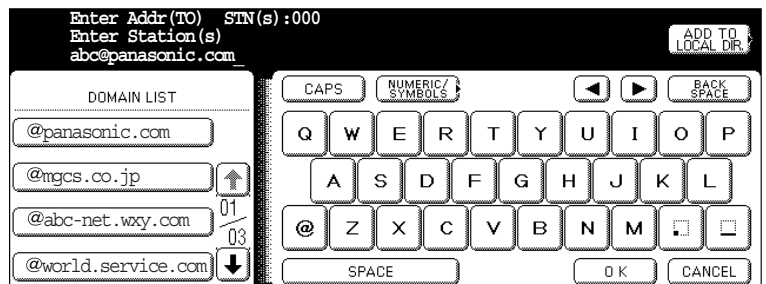 Enter Addr(TO) STN(s):000
Enter Station(s)
abc@panasonic.com_
ADD TO
LOCAL DIR.
DOMAIN LIST
@panasonic.com
@mgcs.co.jp
@abc-net.wxy.com
@world.service.com
01
03
CAPS
NUMERIC/
SYMBOLS
BACK
SPACE
Q W E R T Y U I O P
A S D F G H J K L
@ Z X C V B N M . _
SPACE
OK
CANCEL